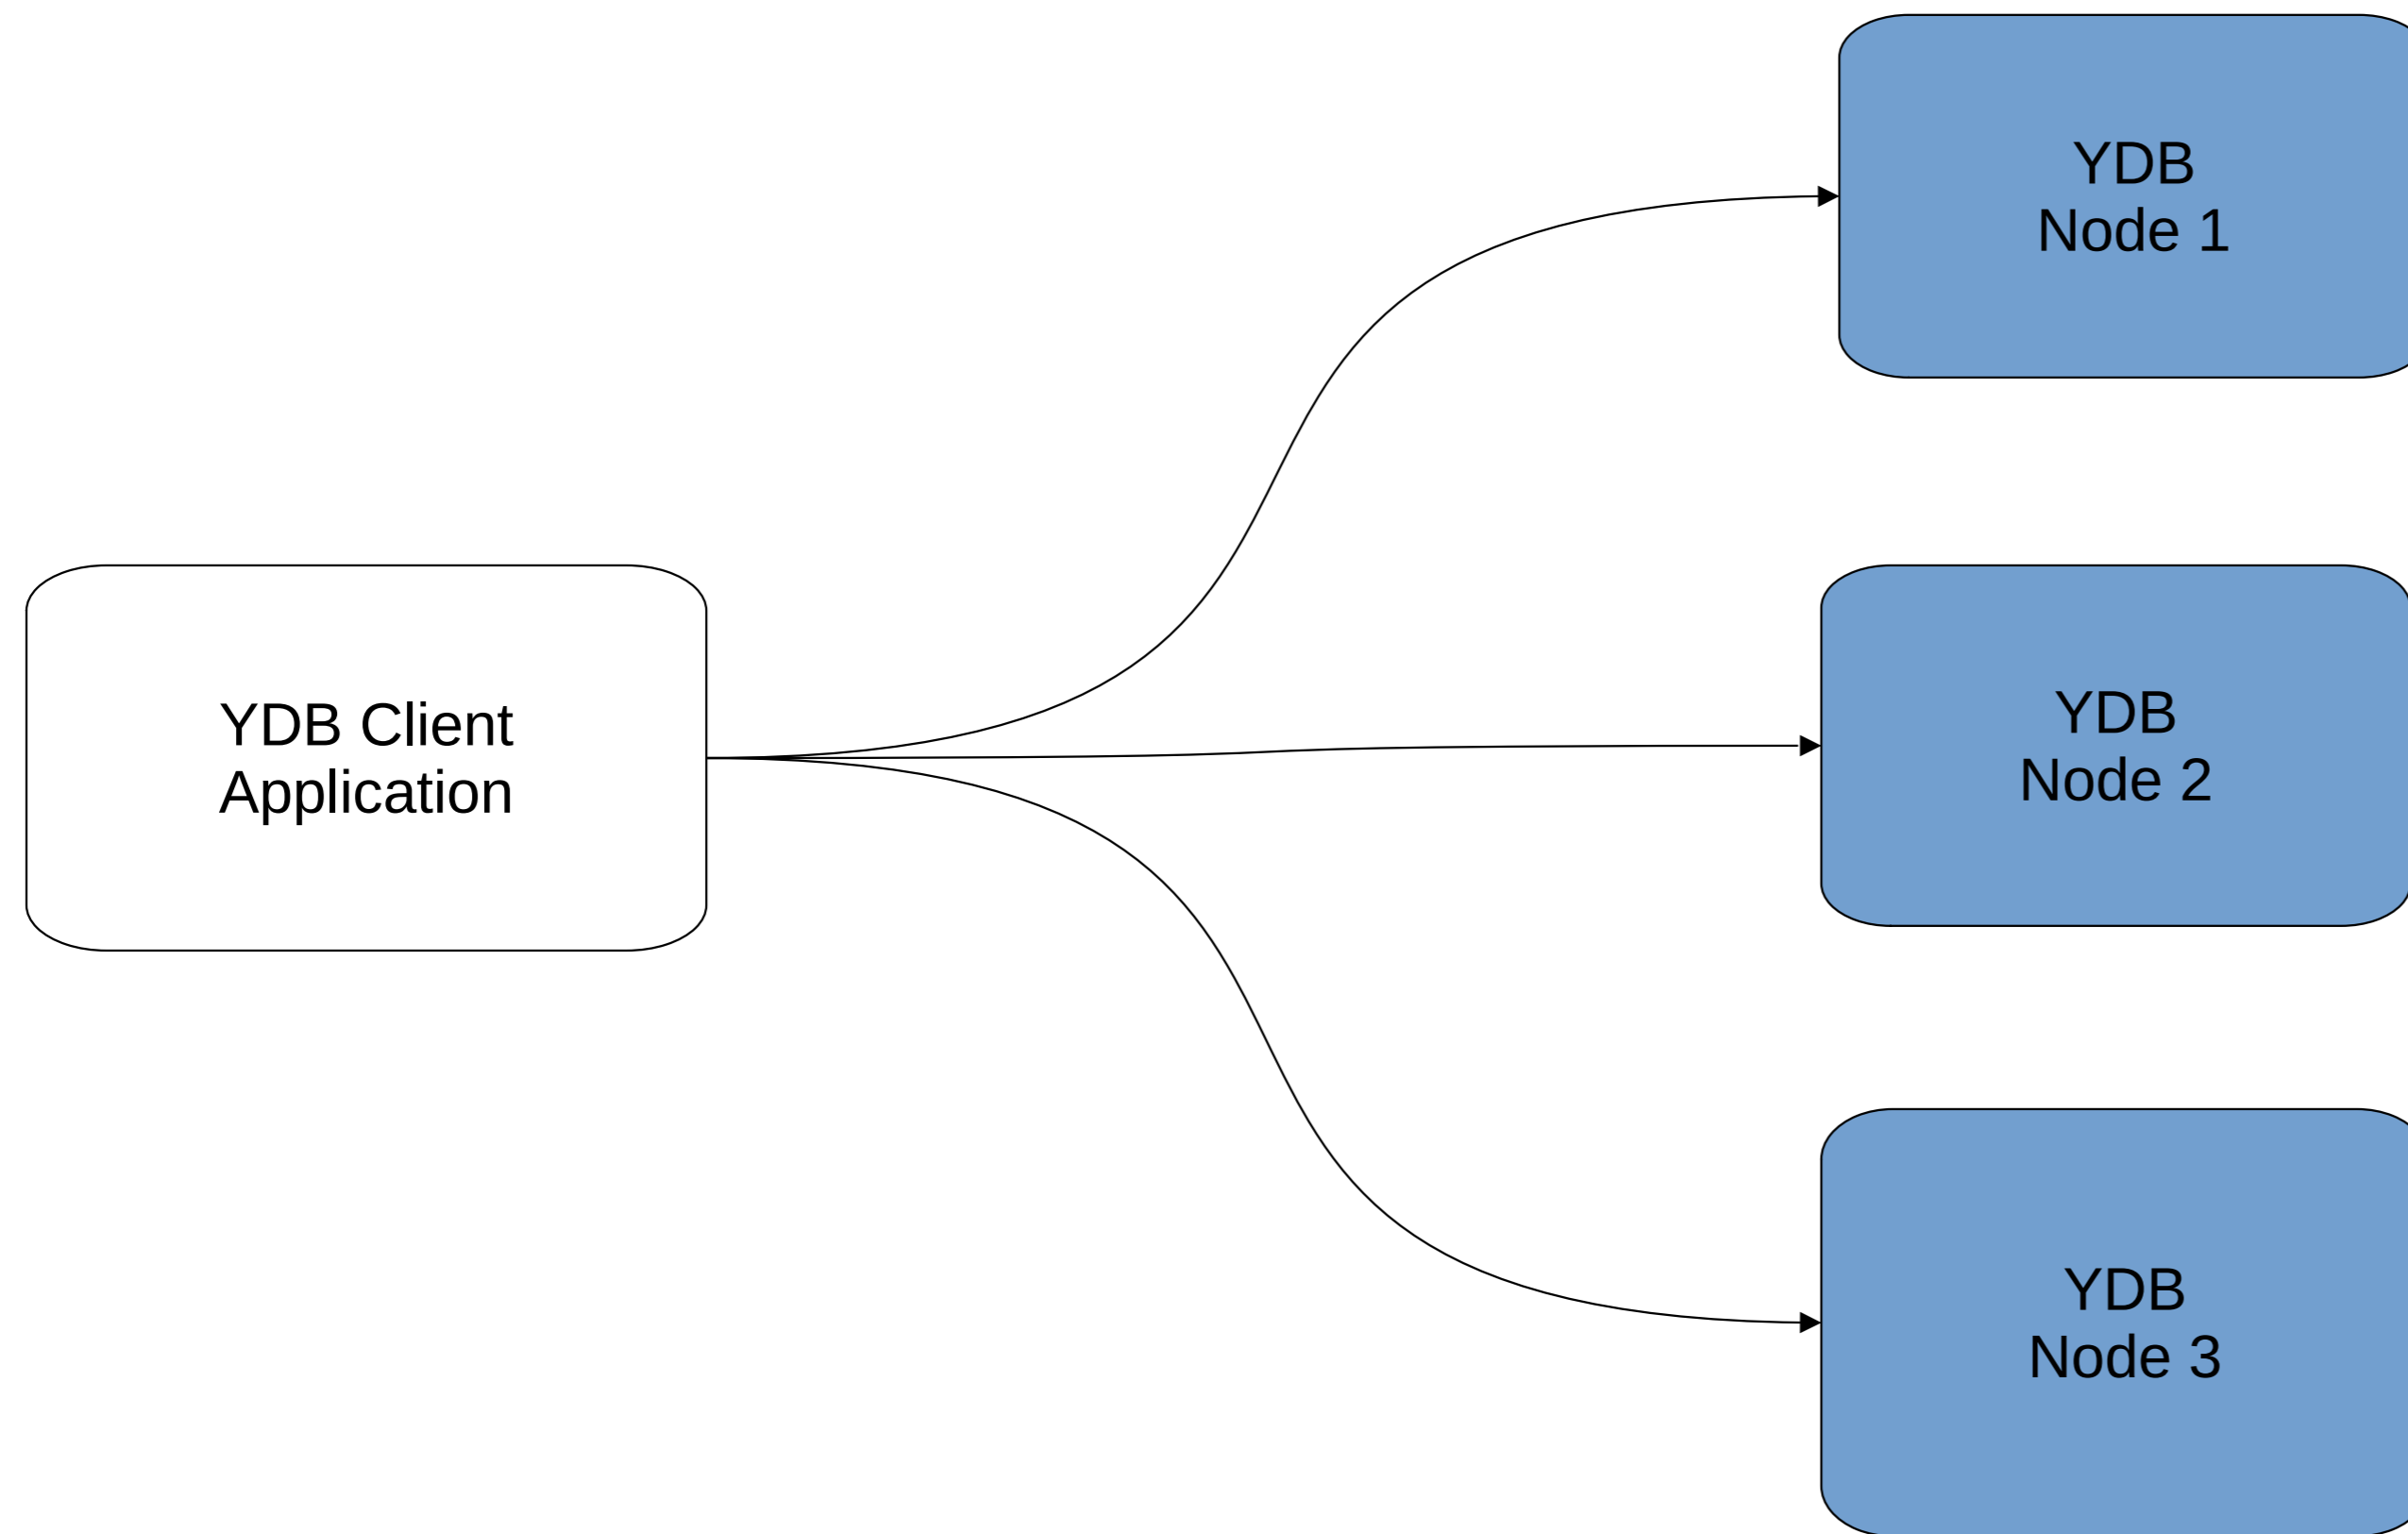 YDB
Node 1
YDB Client
Application
YDB
Node 2
YDB
Node 3